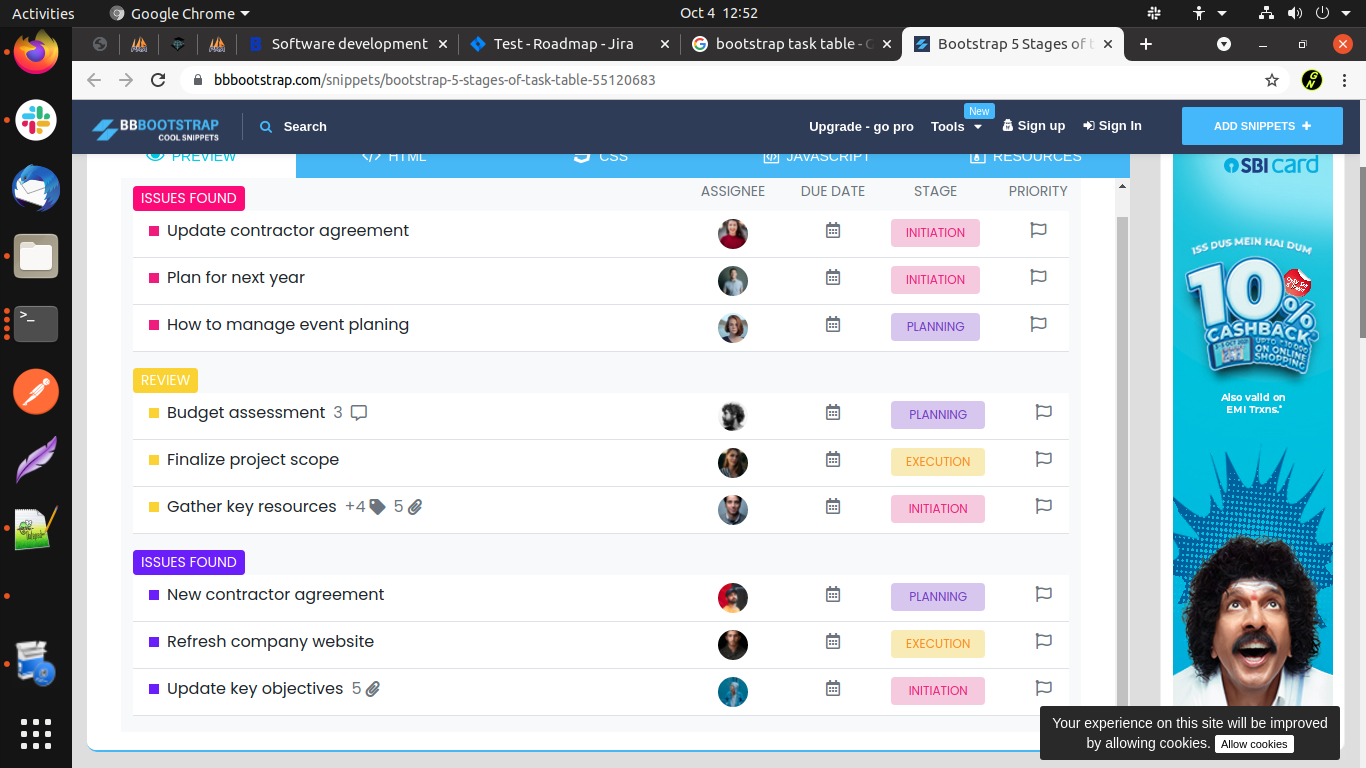 Activities
Google Chrome
Oct 4 12:52
Software development
Test - Roadmap - Jira
bootstrap task table - G
Bootstrap 5 Stages of t
bbbootstrap.com/snippets/bootstrap-5-stages-of-task-table-55120683
BBBOOTSTRAP
COOL SNIPPETS
Search
Upgrade - go pro
Tools
New
Sign up
Sign In
ADD SNIPPETS +
PREVIEW
HTML
CSS
JAVASCRIPT
RESOURCES
ISSUES FOUND
ASSIGNEE DUE DATE STAGE PRIORITY
Update contractor agreement INITIATION
Plan for next year INITIATION
How to manage event planing PLANNING
REVIEW
Budget assessment 3 PLANNING
Finalize project scope EXECUTION
Gather key resources +4 5 INITIATION
ISSUES FOUND
New contractor agreement PLANNING
Refresh company website EXECUTION
Update key objectives 5 INITIATION
SBI card
ISS DUS MEIN HAI DUM
10%
CASHBACK*
ON ONLINE
SHOPPING
Also valid on
EMI Trxns.*
Your experience on this site will be improved
by allowing cookies. Allow cookies